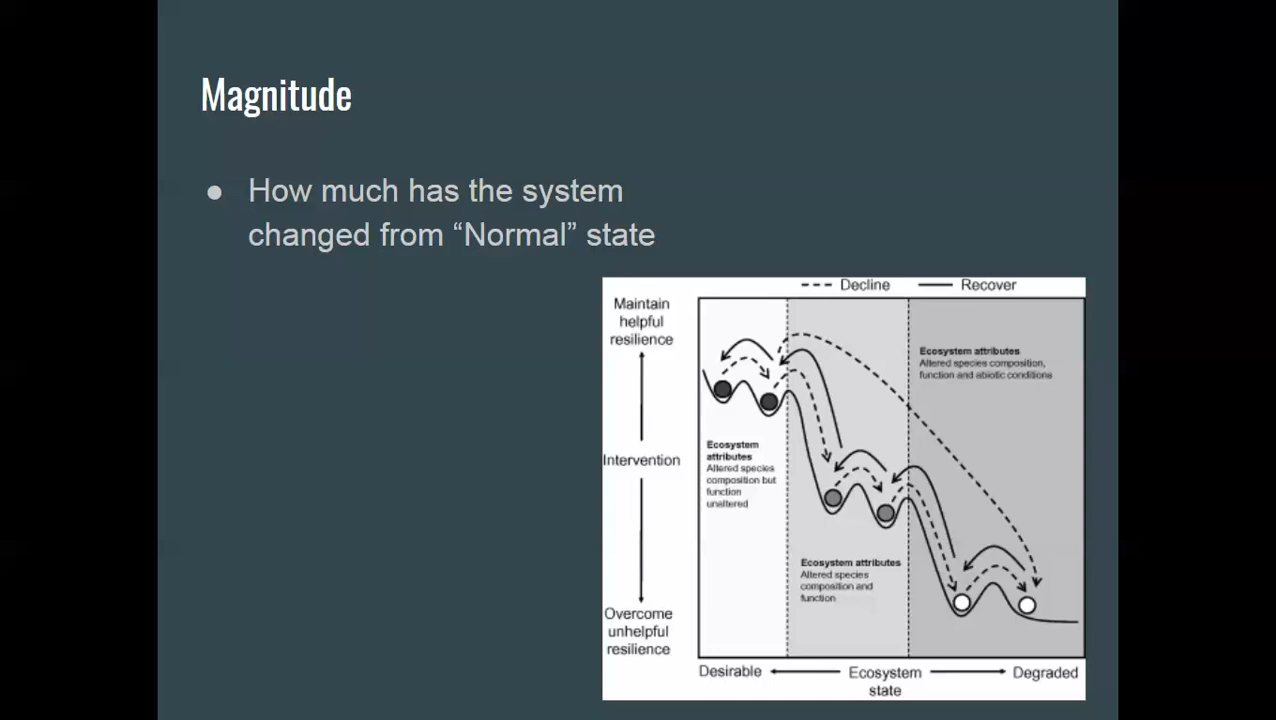 Magnitude
● How much has the system
changed from “Normal” state
Decline
Recover
Maintain
helpful
resilience
Intervention
Overcome
unhelpful
resilience
Ecosystem
attributes
Altered species
composition but
function
unaltered
Ecosystem attributes
Altered species
composition and
function
Ecosystem attributes
Altered species composition,
function and abiotic conditions
Desirable
Ecosystem
state
Degraded